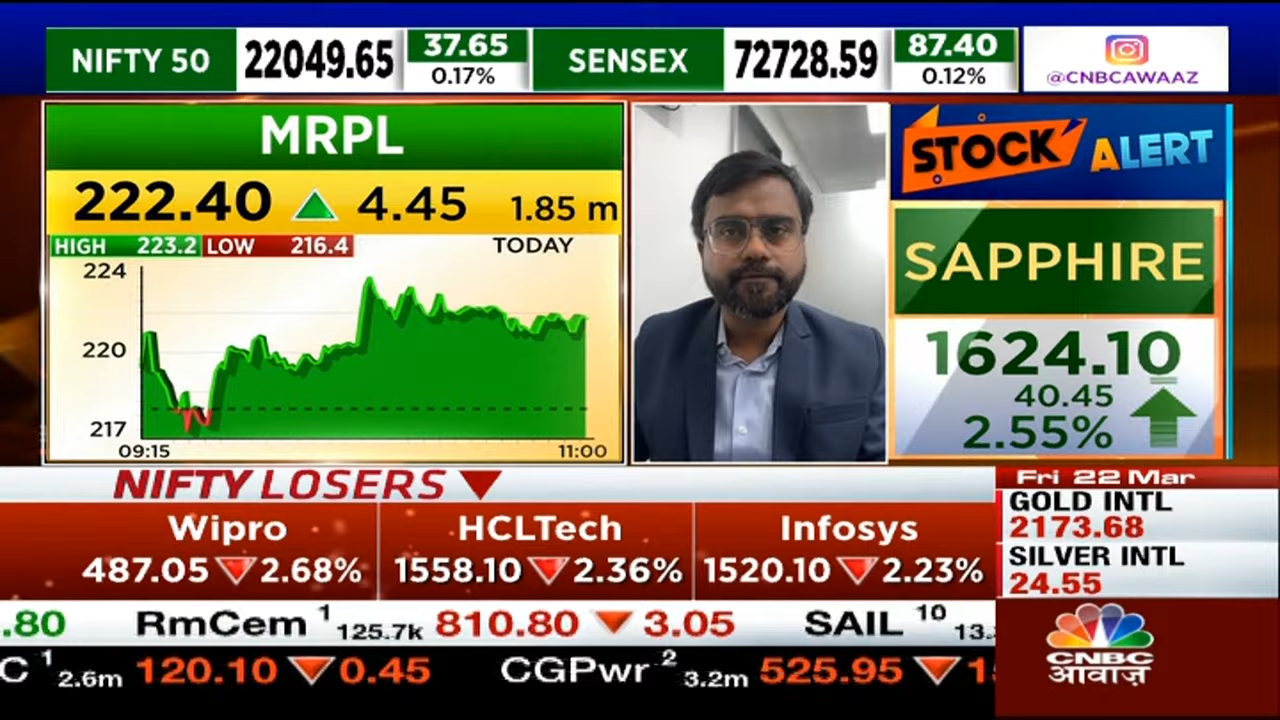 NIFTY 50 22049.65 37.65 0.17% SENSEX 72728.59 87.40 0.12%
@CNBCAWAAZ
MRPL
222.40 4.45 1.85 m
HIGH 223.2 LOW 216.4 TODAY
224
220
217
09:15 11:00
STOCK ALERT
SAPPHIRE
1624.10
40.45
2.55%
NIFTY LOSERS
Wipro HCLTech Infosys
487.05 2.68% 1558.10 2.36% 1520.10 2.23%
Fri 22 Mar
GOLD INTL
2173.68
SILVER INTL
24.55
.80 RmCem 1 125.7k 810.80 3.05 SAIL 10 13.
C 1 2.6m 120.10 0.45 CGPwr 2 3.2m 525.95 1
CNBC
आवाज़